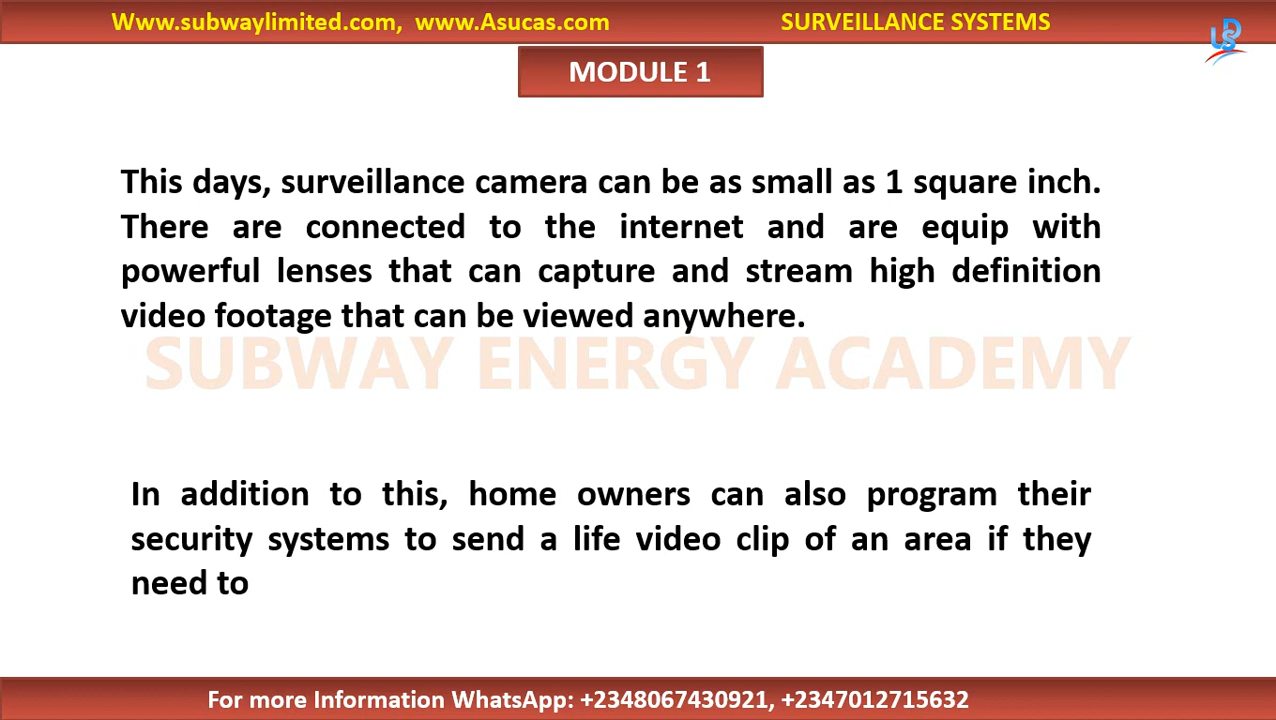 Www.subwaylimited.com, www.Asucas.com SURVEILLANCE SYSTEMS
MODULE 1
This days, surveillance camera can be as small as 1 square inch.
There are connected to the internet and are equip with
powerful lenses that can capture and stream high definition
video footage that can be viewed anywhere.
SUBWAY ENERGY ACADEMY
In addition to this, home owners can also program their
security systems to send a life video clip of an area if they
need to
For more Information WhatsApp: +2348067430921, +2347012715632